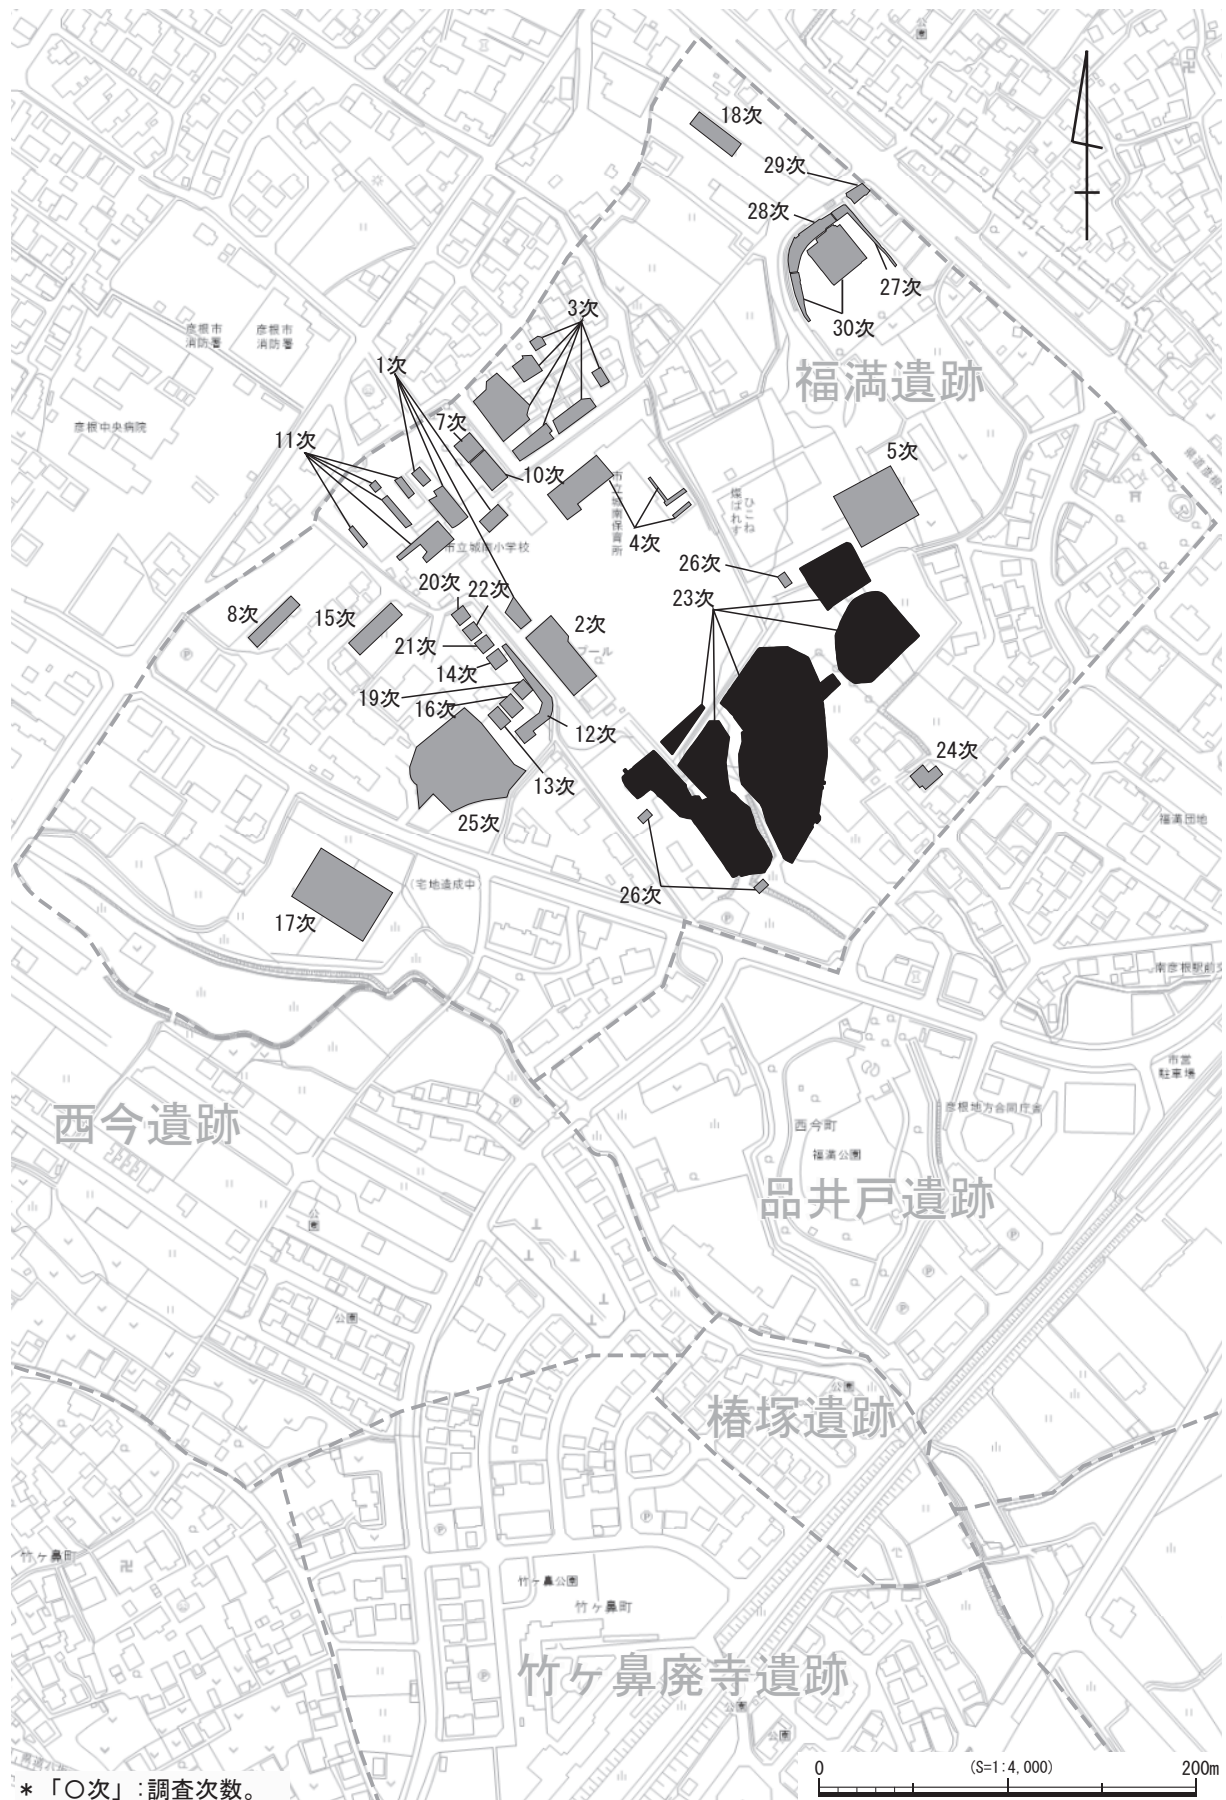 公
園
18次
29次
28次
27次
30次
福満遺跡
3次
彦根市
消防署
彦根市
消防署
1次
彦根中央病院
7次
11次
10次
5次
市立城南保育所
ひこね
燦ぱれす
4次
市立城南小学校
26次
20次
22次
23次
8次
15次
2次
プール
21次
14次
19次
16次
12次
24次
13次
25次
福満団地
26次
(宅地造成中)
17次
南彦根駅前
市営
駐車場
西今遺跡
彦根地方合同庁舎
西今町
福満公園
品井戸遺跡
公
園
公園
公園
椿塚遺跡
竹ヶ鼻町
竹ヶ鼻公園
竹ヶ鼻町
竹ヶ鼻廃寺遺跡
公園
公園
0 (S=1:4,000) 200m
* 「〇次」:調査次数。